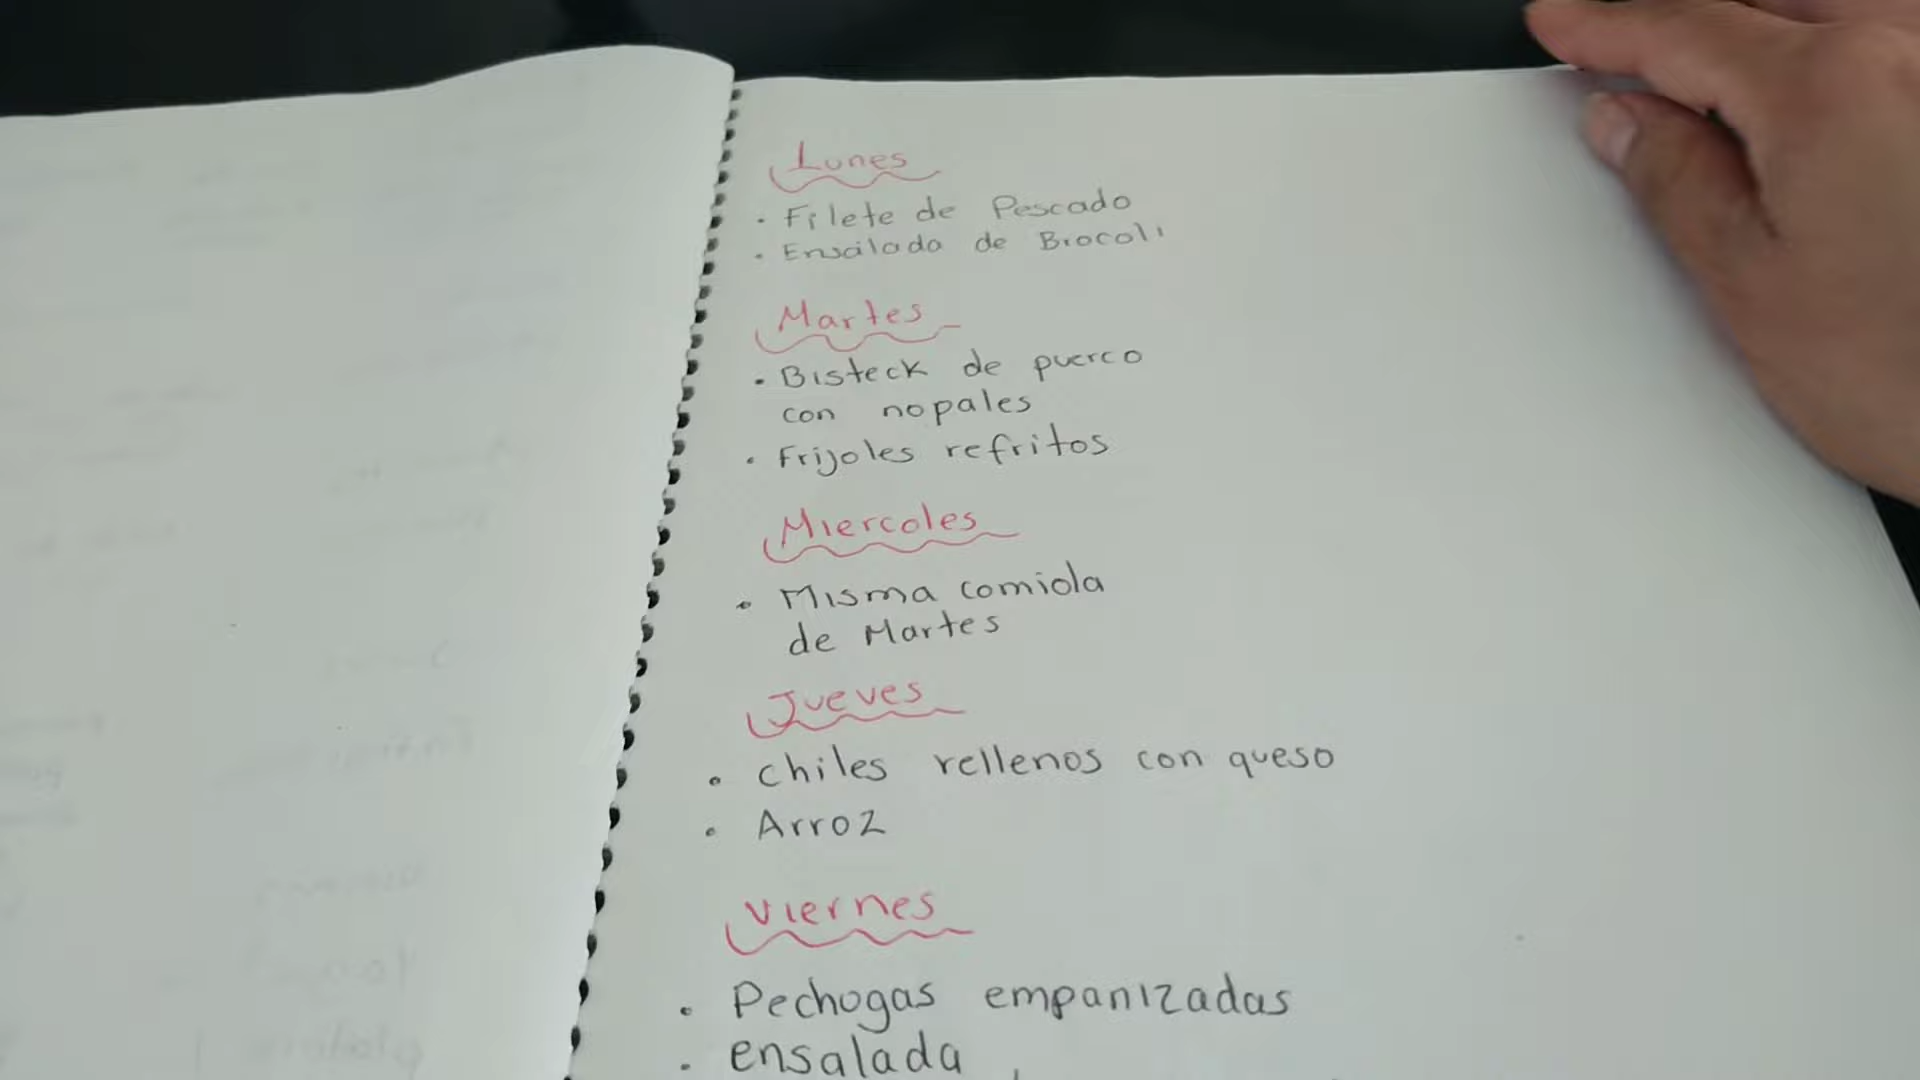 Lunes
• Filete de Pescado
• Ensalada de Brocoli
Martes
• Bisteck de puerco
con nopales
• Frijoles refritos
Miercoles
• Misma comida
de Martes
Jueves
• chiles rellenos con queso
• Arroz
Viernes
• Pechogas empanizadas
• ensalada